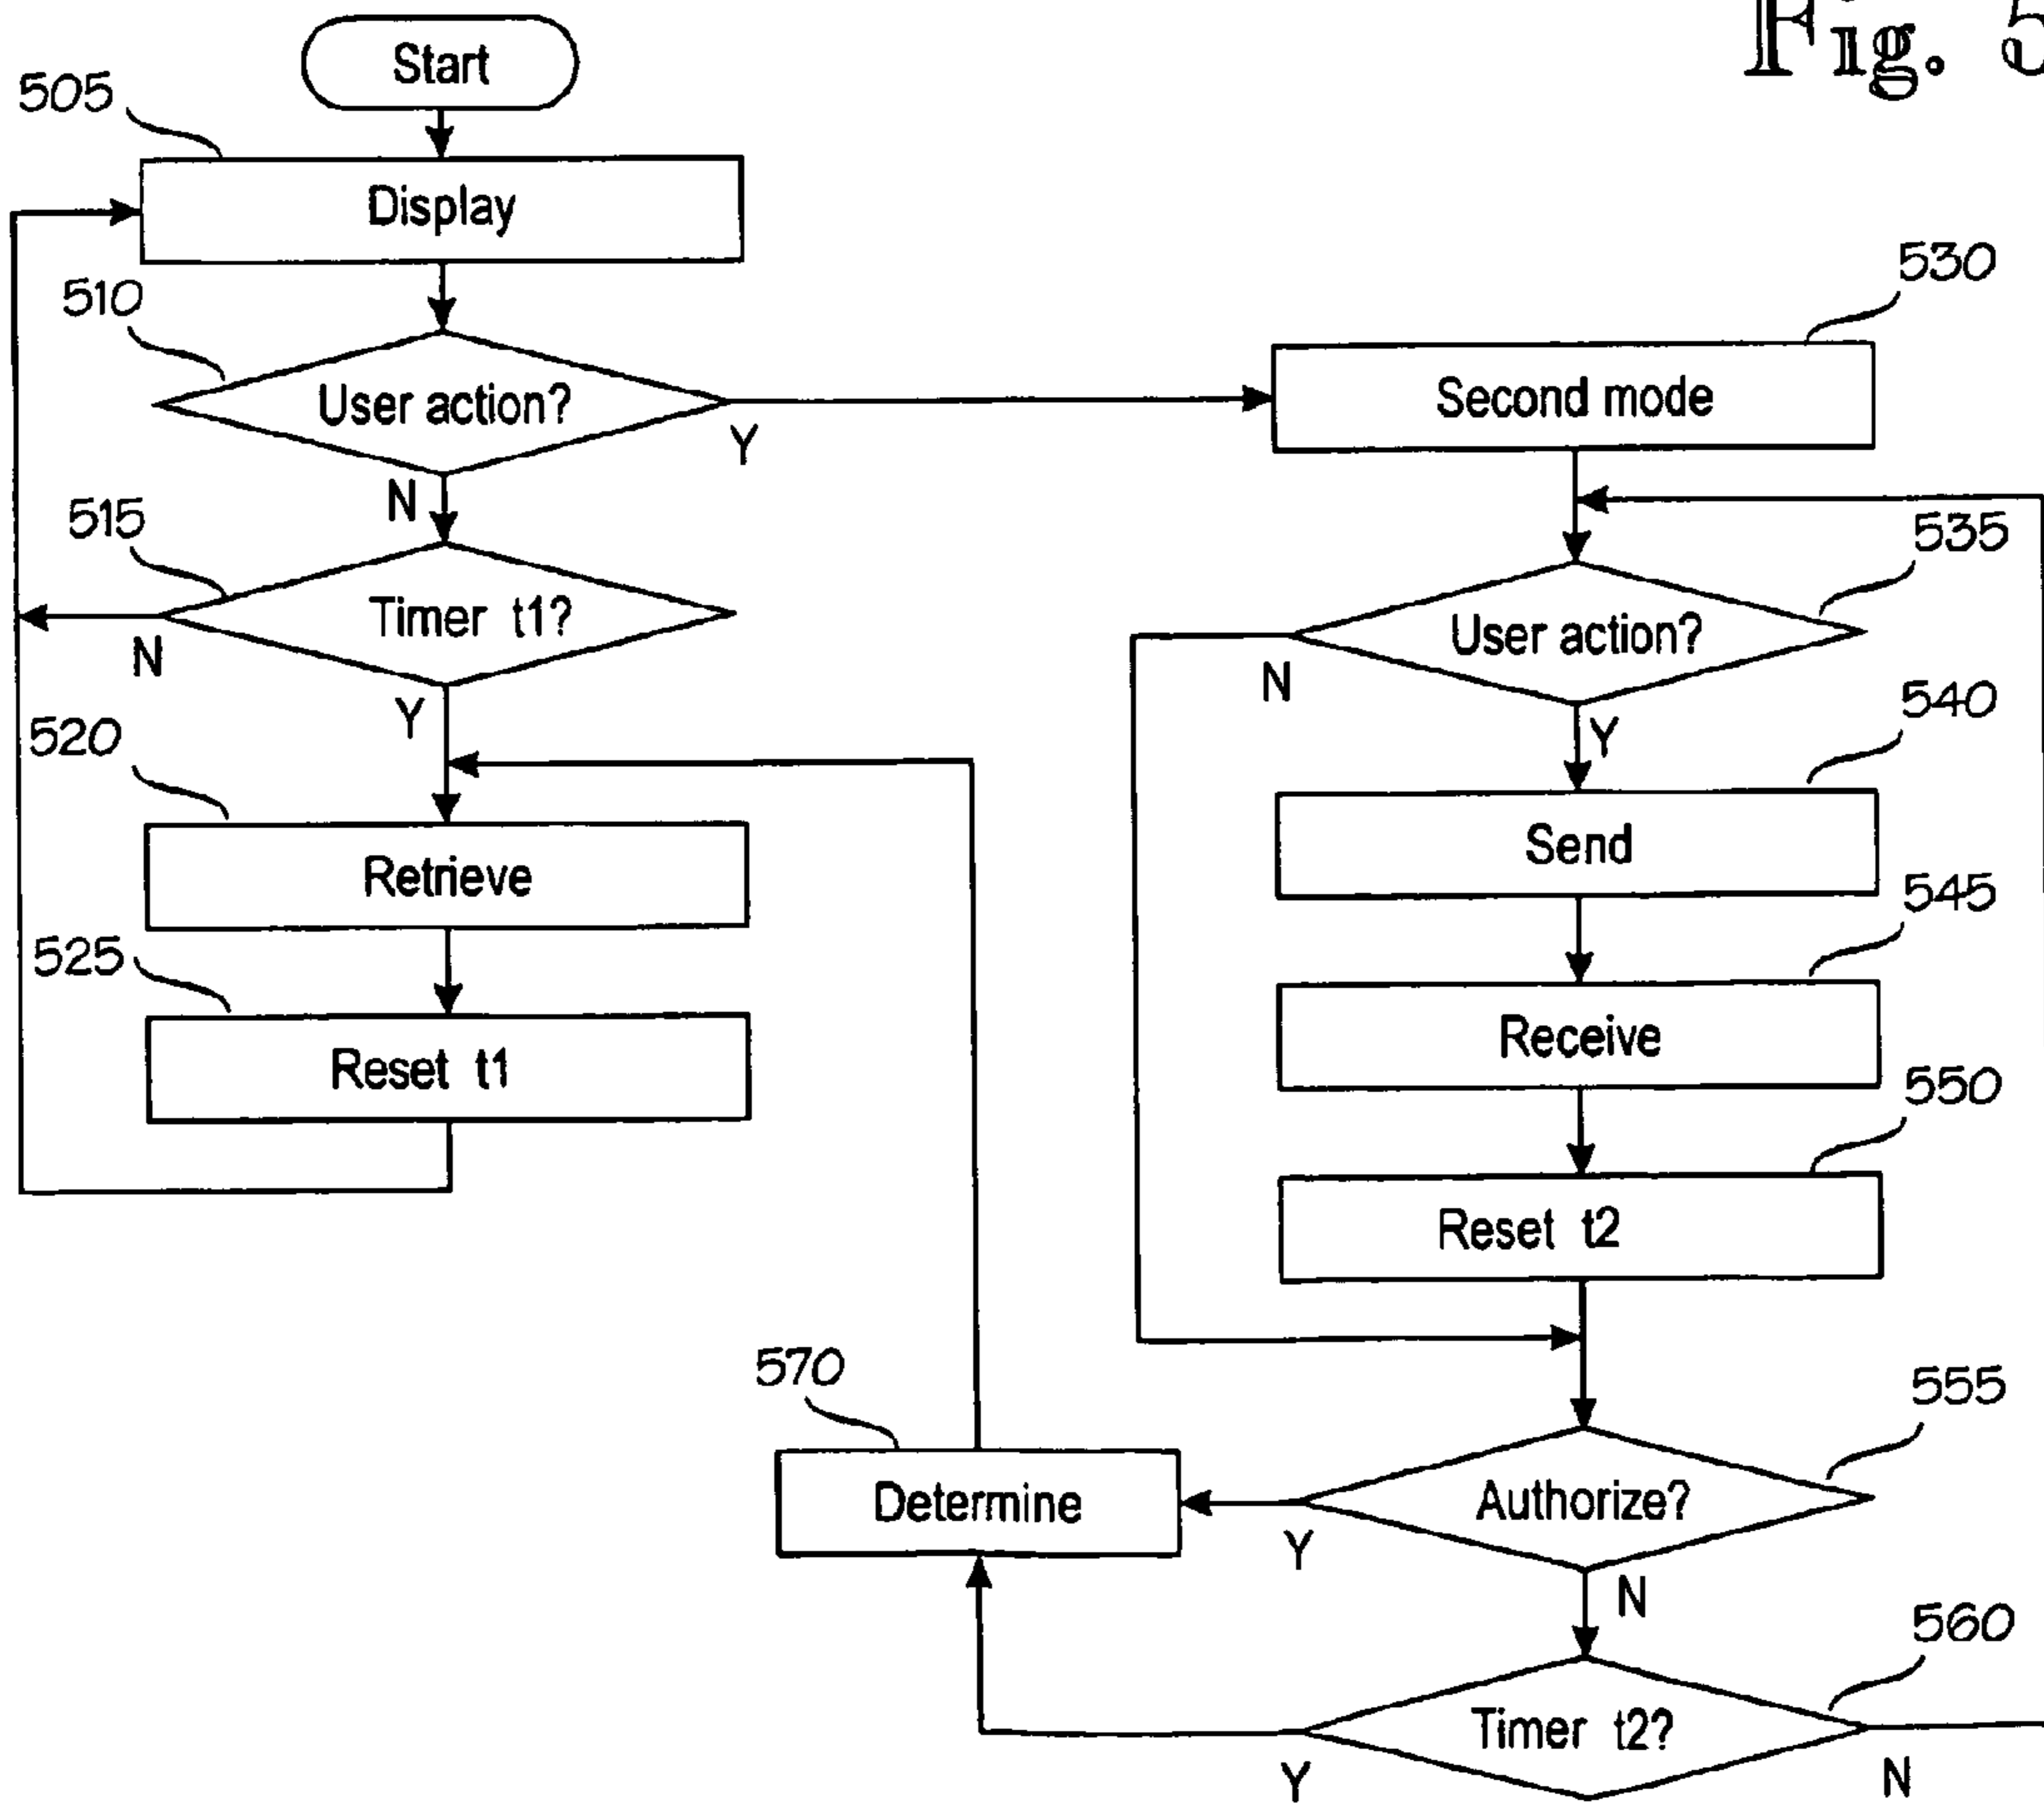 Fig. 5
Start
505
Display
510
User action?
Y
N
515
Timer t1?
N
Y
520
Retrieve
525
Reset t1
530
Second mode
535
User action?
N
Y
540
Send
545
Receive
550
Reset t2
555
Authorize?
Y
N
570
Determine
560
Timer t2?
Y
N